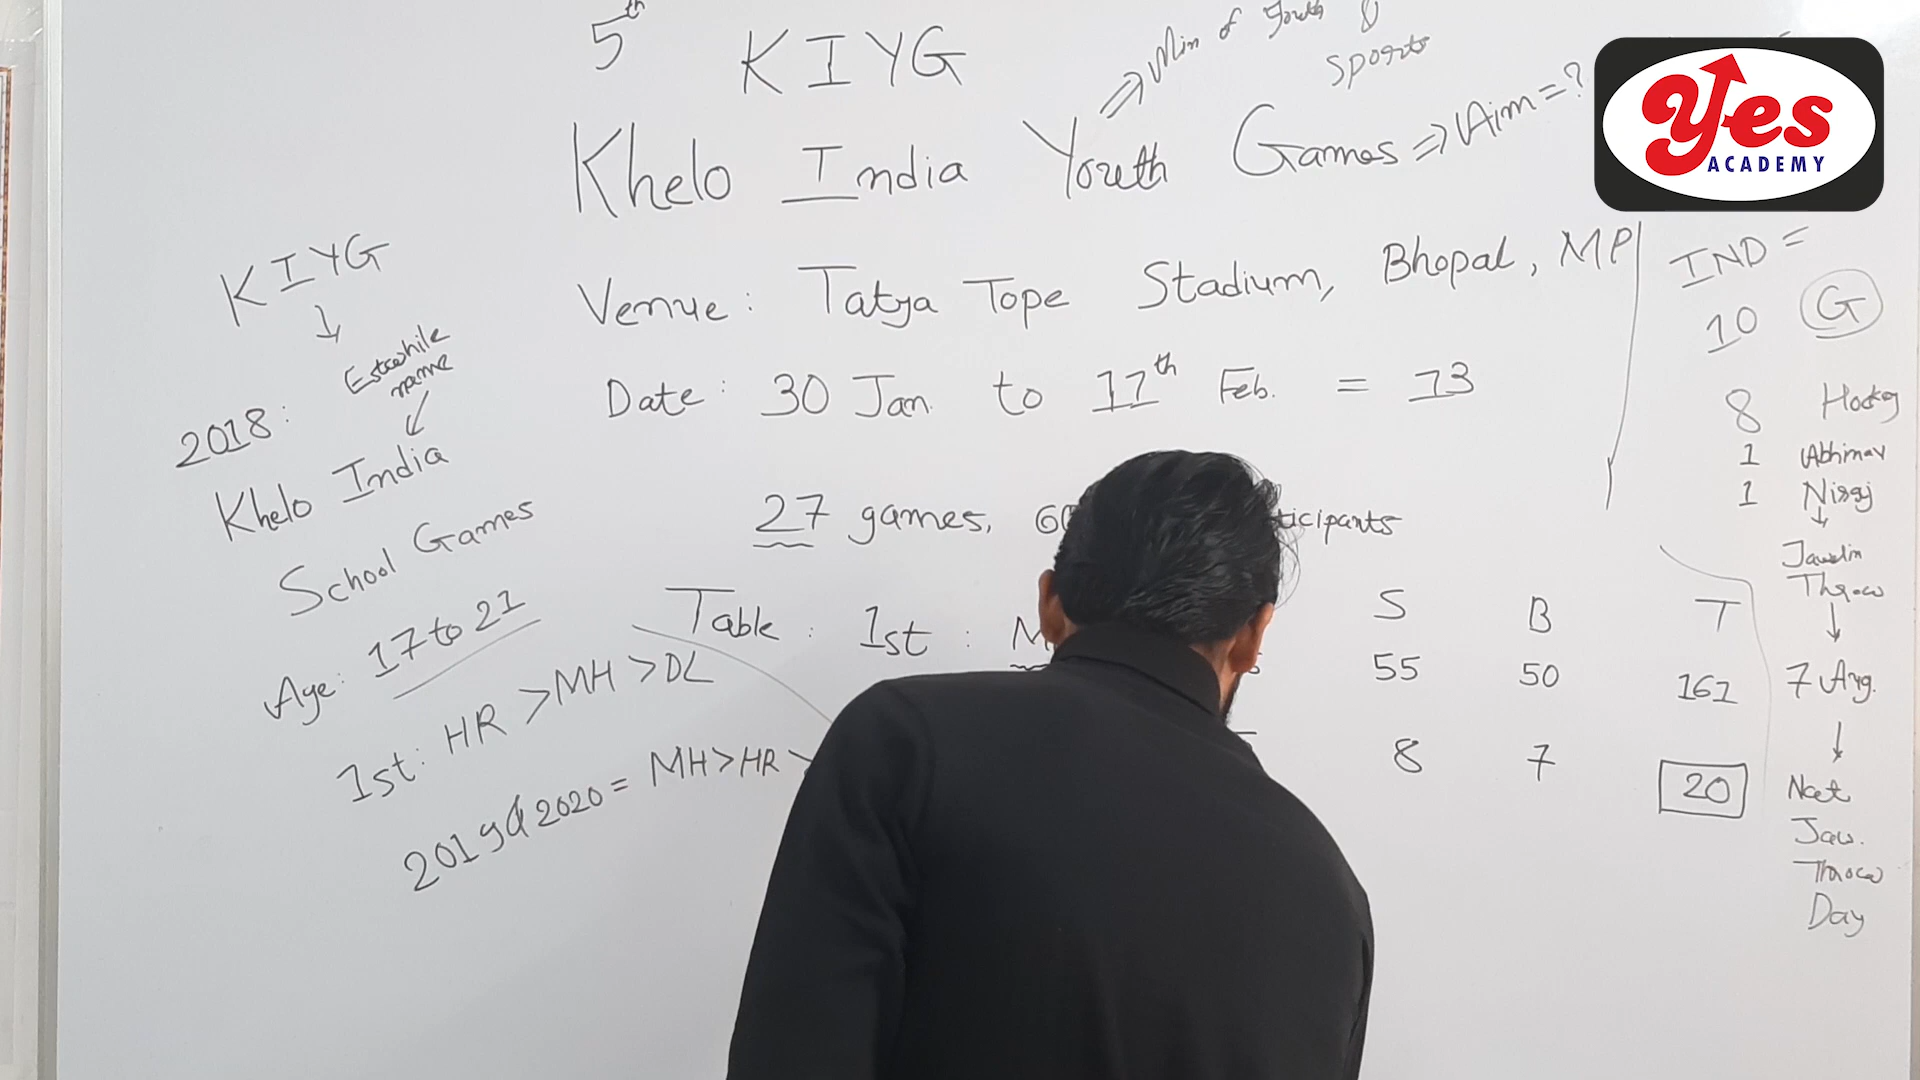 5th KIYG
⇒ Min of Youth &
Sports
Khelo India Youth Games ⇒ Aim = ?
Venue: Tatya Tope Stadium, Bhopal, MP
Date: 30 Jan. to 11th Feb. = 13
27 games, 60 ticipants
Table: 1st: M S B T
55 50 161
8 7 20
KIYG
↓
Estwhile
name
↓
2018:
Khelo India
School Games
Age: 17 to 21
1st: HR > MH > DL
2019 & 2020 = MH > HR >
IND =
10 G
8 Hockey
1 Abhinav
1 Niraj
↓
Javelin
Throw
↓
7 Aug.
↓
Nat
Jav.
Throw
Day
Yes
ACADEMY